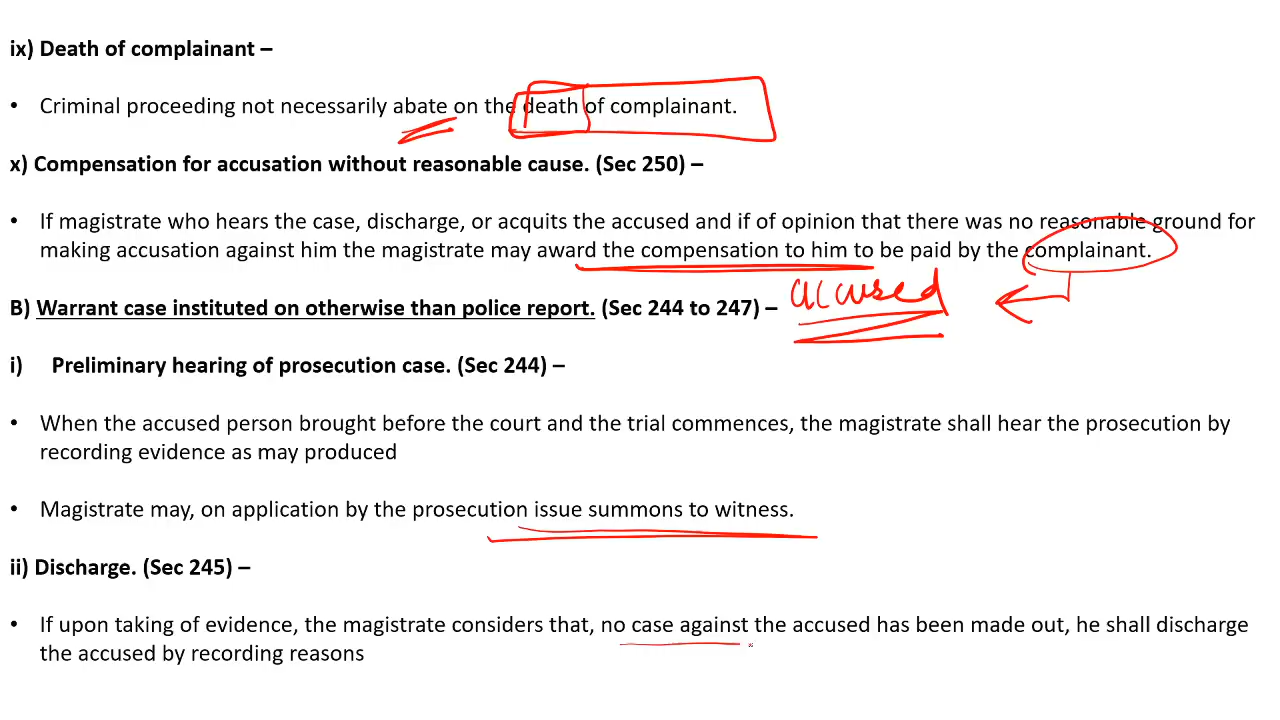 ix) Death of complainant –
• Criminal proceeding not necessarily abate on the death of complainant.
x) Compensation for accusation without reasonable cause. (Sec 250) –
• If magistrate who hears the case, discharge, or acquits the accused and if of opinion that there was no reasonable ground for
making accusation against him the magistrate may award the compensation to him to be paid by the complainant.
accused
B) Warrant case instituted on otherwise than police report. (Sec 244 to 247) –
i) Preliminary hearing of prosecution case. (Sec 244) –
• When the accused person brought before the court and the trial commences, the magistrate shall hear the prosecution by
recording evidence as may produced
• Magistrate may, on application by the prosecution issue summons to witness.
ii) Discharge. (Sec 245) –
• If upon taking of evidence, the magistrate considers that, no case against the accused has been made out, he shall discharge
the accused by recording reasons